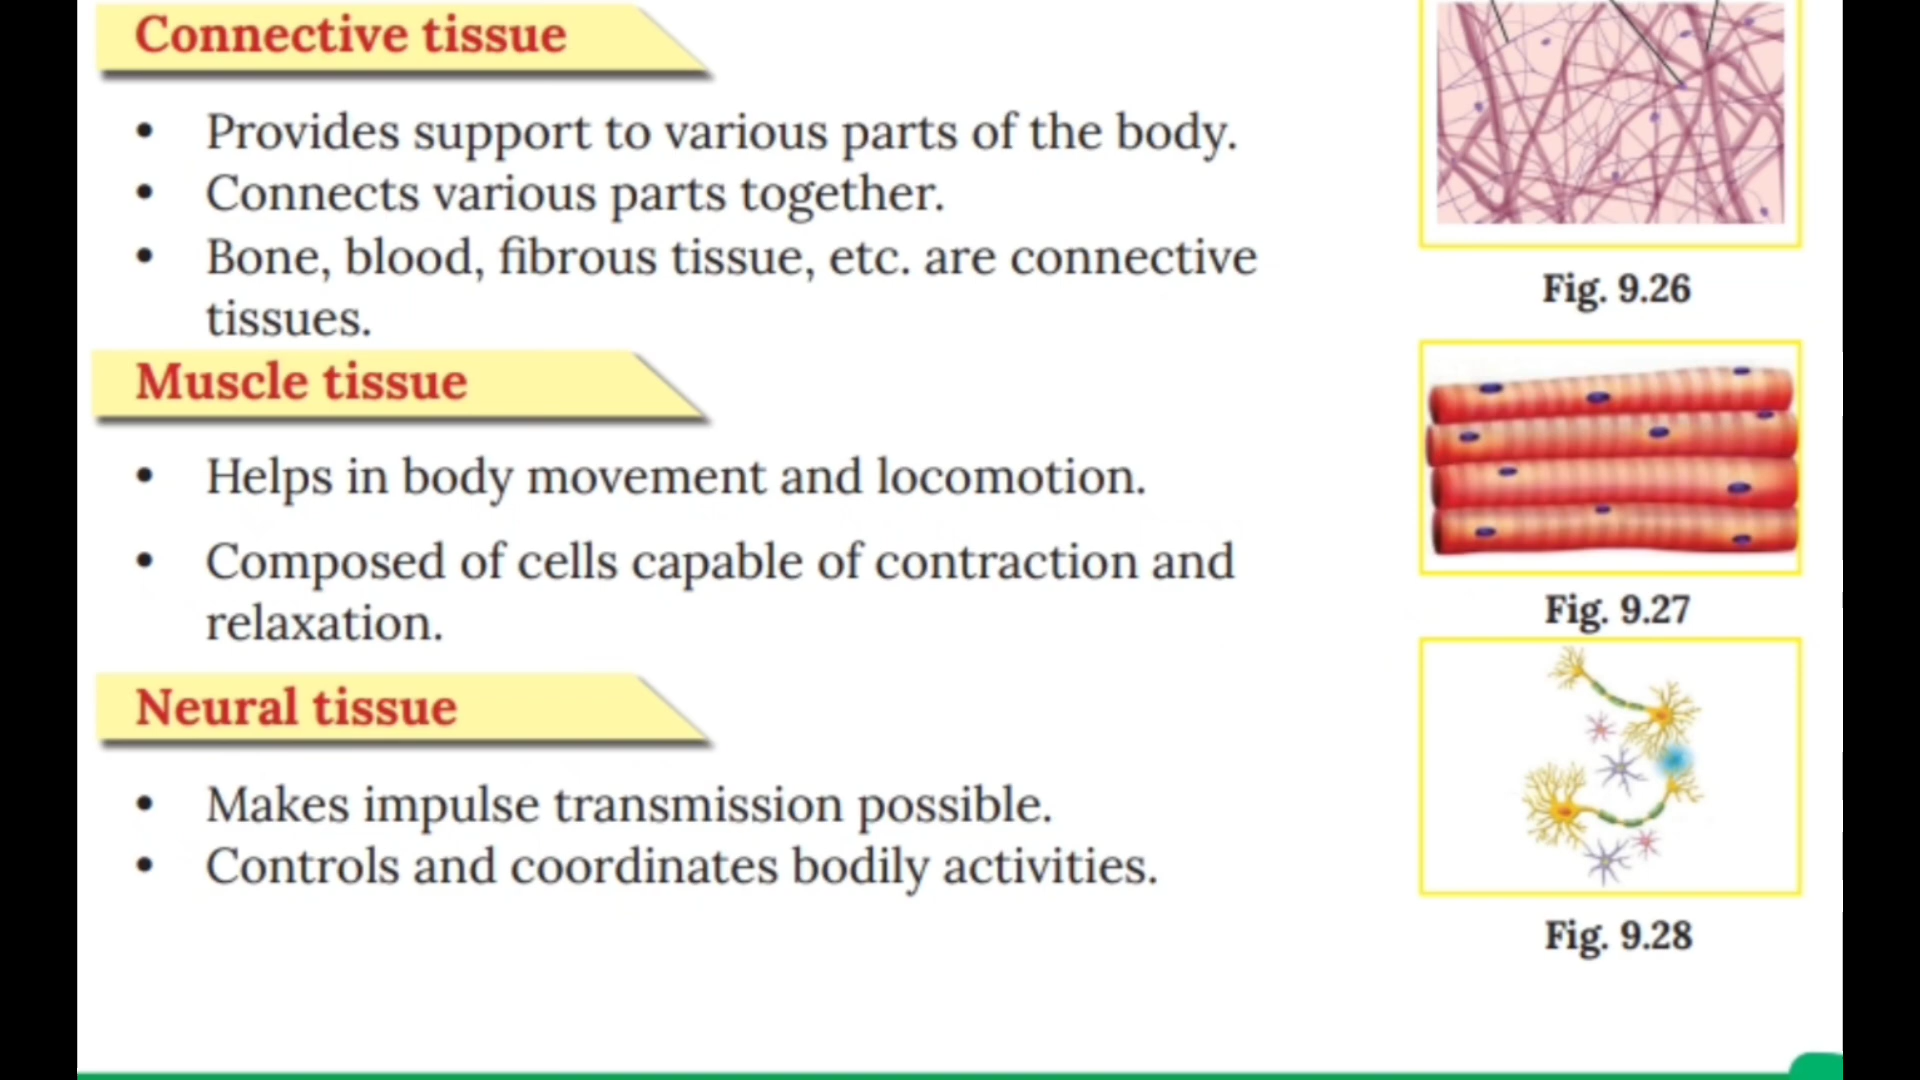 Connective tissue
• Provides support to various parts of the body.
• Connects various parts together.
• Bone, blood, fibrous tissue, etc. are connective
tissues.
Fig. 9.26
Muscle tissue
• Helps in body movement and locomotion.
• Composed of cells capable of contraction and
relaxation.
Fig. 9.27
Neural tissue
• Makes impulse transmission possible.
• Controls and coordinates bodily activities.
Fig. 9.28